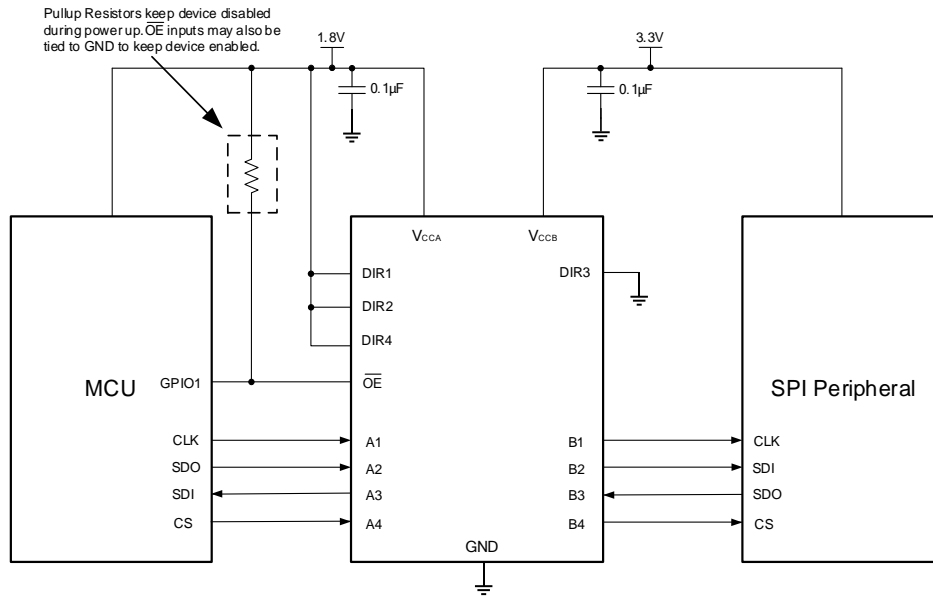 Pullup Resistors keep device disabled
during power up. OE inputs may also be
tied to GND to keep device enabled.
1.8V
3.3V
0.1µF
0.1µF
VCCA
VCCB
DIR1
DIR3
DIR2
DIR4
MCU
GPIO1
OE
SPI Peripheral
CLK
A1
B1
CLK
SDO
A2
B2
SDI
SDI
A3
B3
SDO
CS
A4
B4
CS
GND